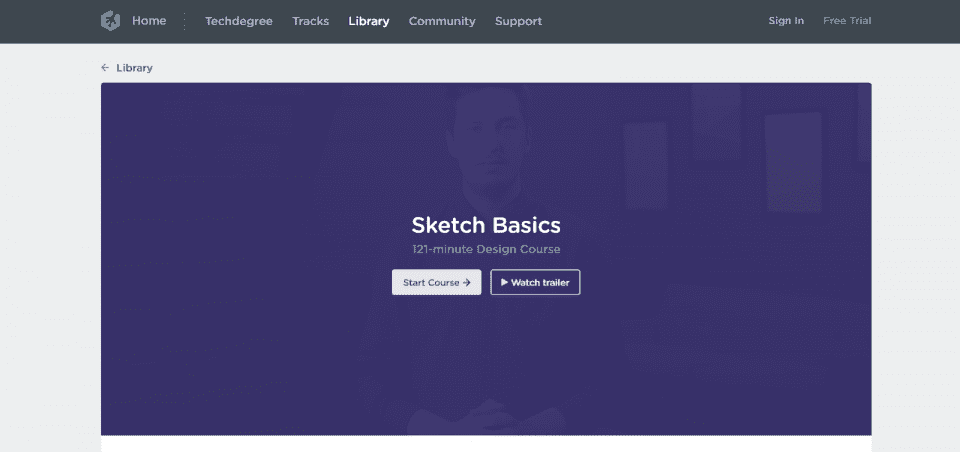 Home Techdegree Tracks Library Community Support Sign In Free Trial
← Library
Sketch Basics
121-minute Design Course
Start Course → ▶ Watch trailer